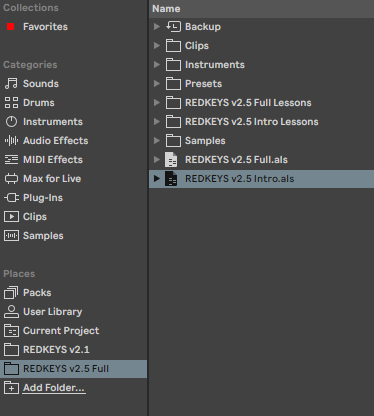 Collections
Favorites
Categories
Sounds
Drums
Instruments
Audio Effects
MIDI Effects
Max for Live
Plug-Ins
Clips
Samples
Places
Packs
User Library
Current Project
REDKEYS v2.1
REDKEYS v2.5 Full
Add Folder...
Name
Backup
Clips
Instruments
Presets
REDKEYS v2.5 Full Lessons
REDKEYS v2.5 Intro Lessons
Samples
REDKEYS v2.5 Full.als
REDKEYS v2.5 Intro.als